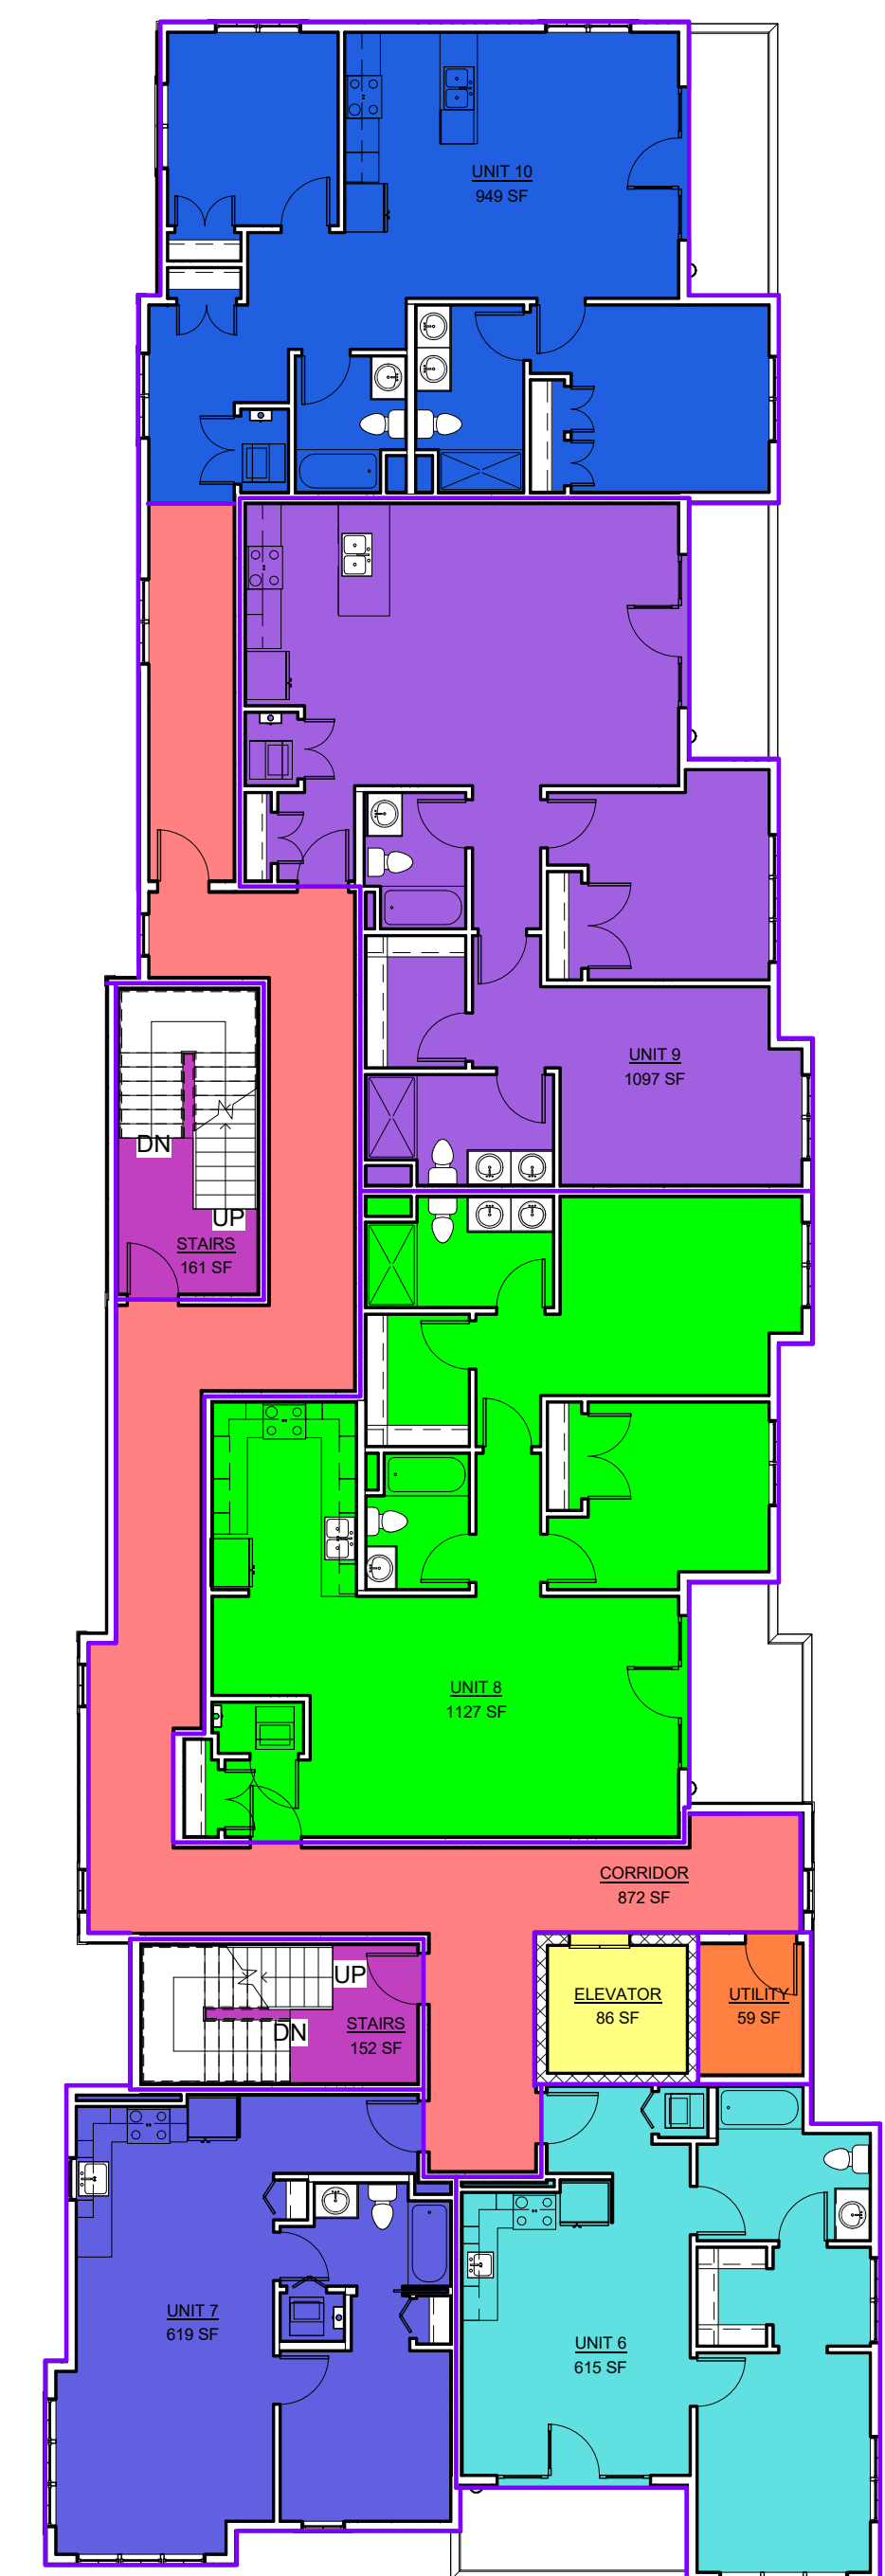 UNIT 10
949 SF
UNIT 9
1097 SF
DN
UP
STAIRS
161 SF
UNIT 8
1127 SF
CORRIDOR
872 SF
UP
DN
STAIRS
152 SF
ELEVATOR
86 SF
UTILITY
59 SF
UNIT 7
619 SF
UNIT 6
615 SF